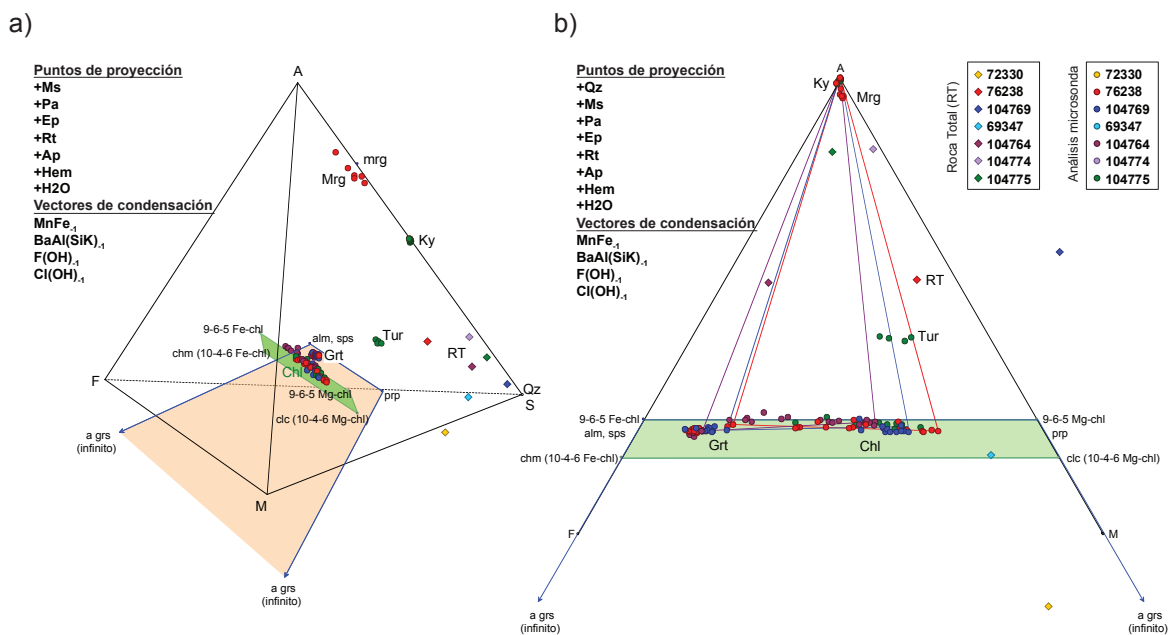 a)
Puntos de proyección
+Ms
+Pa
+Ep
+Rt
+Ap
+Hem
+H2O
Vectores de condensación
MnFe-1
BaAl(SiK)-1
F(OH)-1
Cl(OH)-1
A
mrg
Mrg
Ky
9-6-5 Fe-chl
alm, sps
Tur
RT
chm (10-4-6 Fe-chl)
Grt
Chl
F
9-6-5 Mg-chl
prp
Qz
S
clc (10-4-6 Mg-chl)
a grs
(infinito)
M
a grs
(infinito)
b)
Puntos de proyección
+Qz
+Ms
+Pa
+Ep
+Rt
+Ap
+Hem
+H2O
Vectores de condensación
MnFe-1
BaAl(SiK)-1
F(OH)-1
Cl(OH)-1
A
Ky
Mrg
Roca Total (RT)
72330
76238
104769
69347
104764
104774
104775
Análisis microsonda
72330
76238
104769
69347
104764
104774
104775
RT
Tur
9-6-5 Fe-chl
9-6-5 Mg-chl
alm, sps
prp
Grt
Chl
chm (10-4-6 Fe-chl)
clc (10-4-6 Mg-chl)
F
M
a grs
(infinito)
a grs
(infinito)